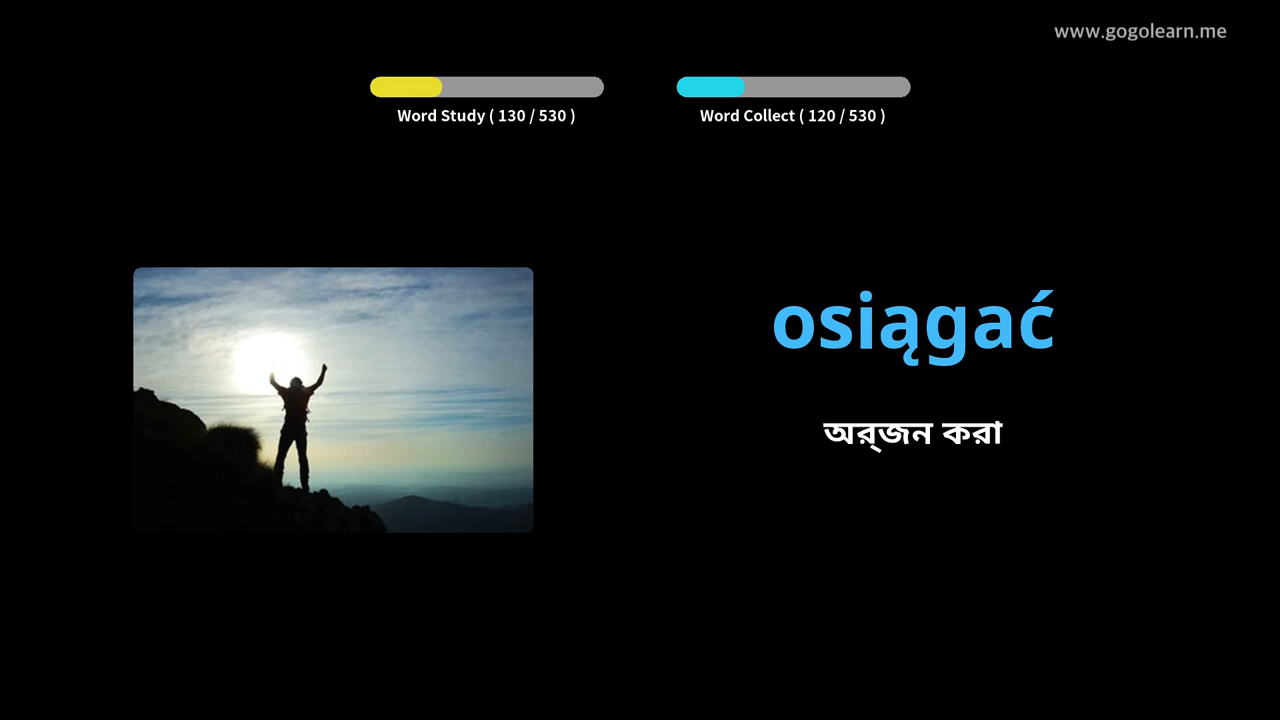 www.gogolearn.me
Word Study ( 130 / 530 )
Word Collect ( 120 / 530 )
osiągać
অর্জন করা